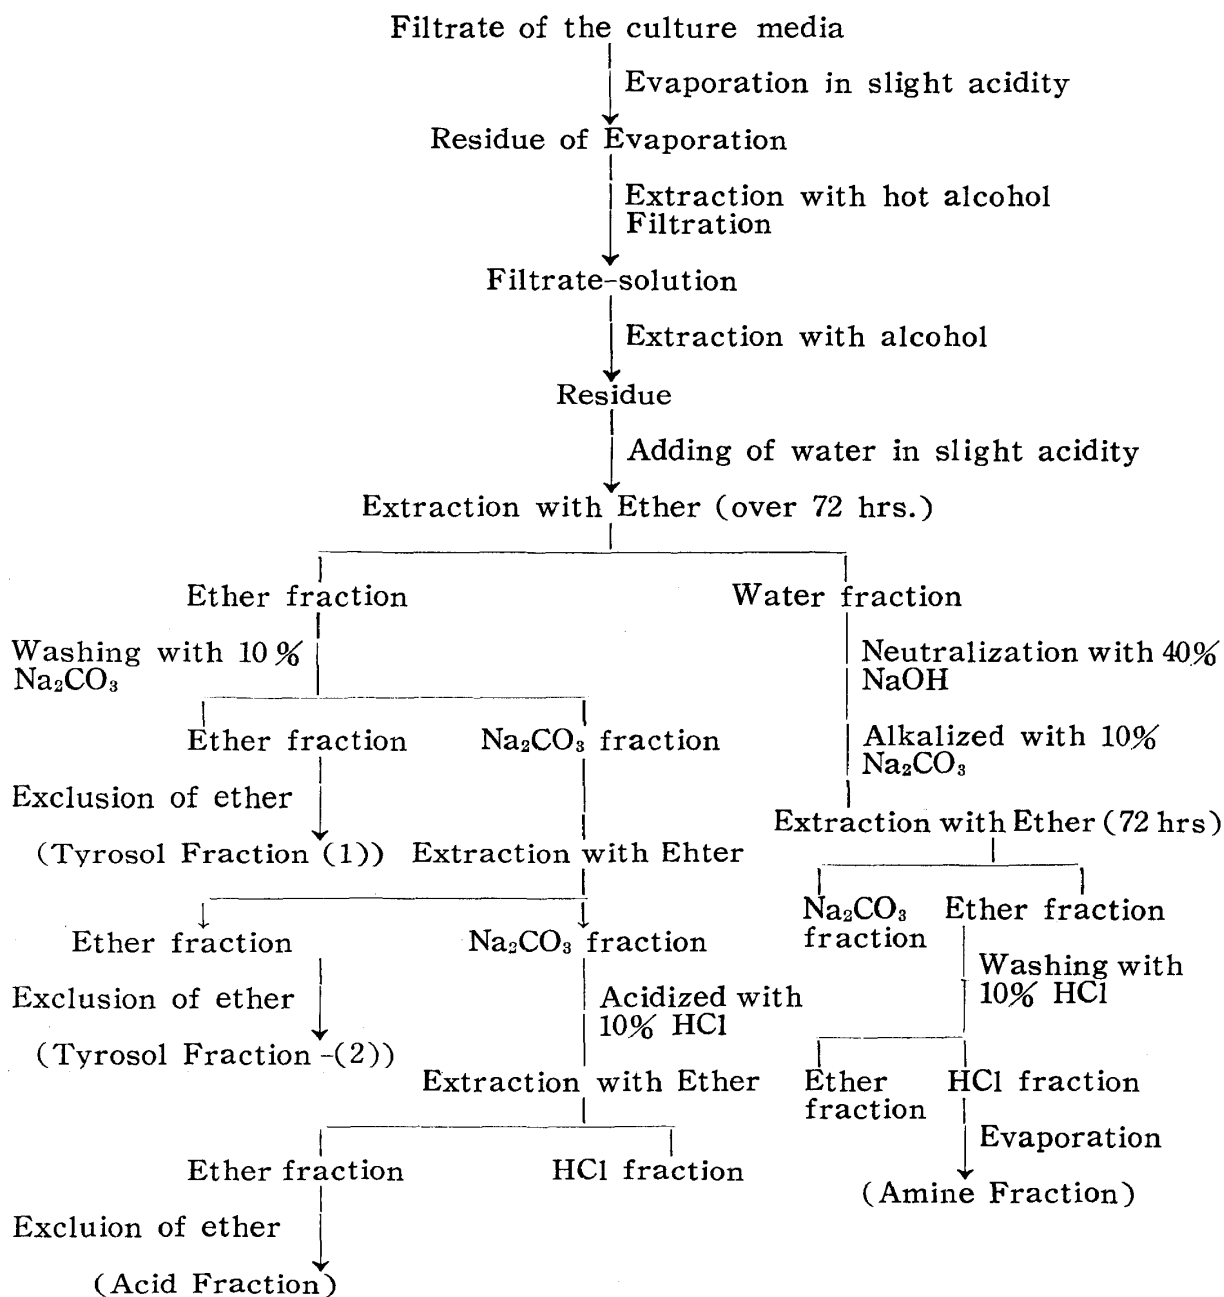 Filtrate of the culture media
Evaporation in slight acidity
Residue of Evaporation
Extraction with hot alcohol
Filtration
Filtrate-solution
Extraction with alcohol
Residue
Adding of water in slight acidity
Extraction with Ether (over 72 hrs.)
Ether fraction
Water fraction
Washing with 10%
Na₂CO₃
Neutralization with 40%
NaOH
Ether fraction
Na₂CO₃ fraction
Alkalized with 10%
Na₂CO₃
Exclusion of ether
Extraction with Ether (72 hrs)
(Tyrosol Fraction (1))
Extraction with Ehter
Na₂CO₃
fraction
Ether fraction
Ether fraction
Na₂CO₃ fraction
Washing with
10% HCl
Exclusion of ether
Acidized with
10% HCl
(Tyrosol Fraction -(2))
Extraction with Ether
Ether
fraction
HCl fraction
Evaporation
Ether fraction
HCl fraction
(Amine Fraction)
Excluion of ether
(Acid Fraction)